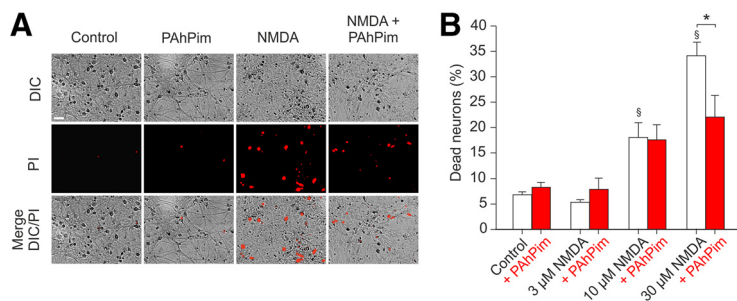 A
Control
PAhPim
NMDA
NMDA +
PAhPim
DIC
PI
Merge
DIC/PI
B
Dead neurons (%)
40
35
30
25
20
15
10
5
0
§
§
*
Control
+ PAhPim
3 µM NMDA
+ PAhPim
10 µM NMDA
+ PAhPim
30 µM NMDA
+ PAhPim